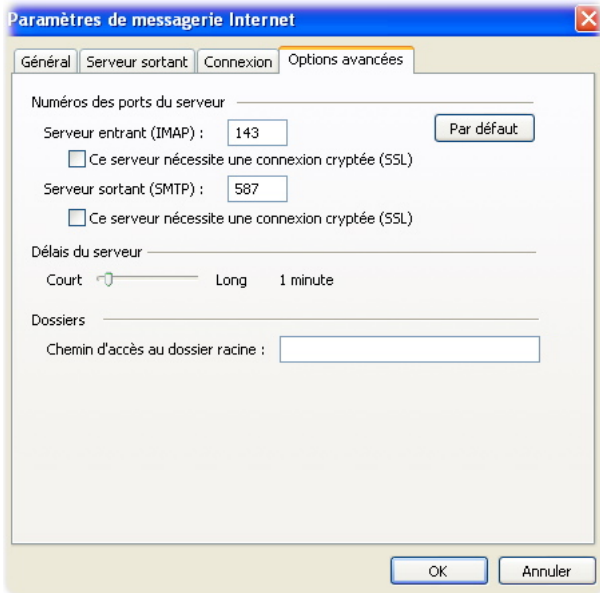 Paramètres de messagerie Internet
Général Serveur sortant Connexion Options avancées
Numéros des ports du serveur
Serveur entrant (IMAP) : 143 Par défaut
Ce serveur nécessite une connexion cryptée (SSL)
Serveur sortant (SMTP) : 587
Ce serveur nécessite une connexion cryptée (SSL)
Délais du serveur
Court Long 1 minute
Dossiers
Chemin d'accès au dossier racine :
OK Annuler